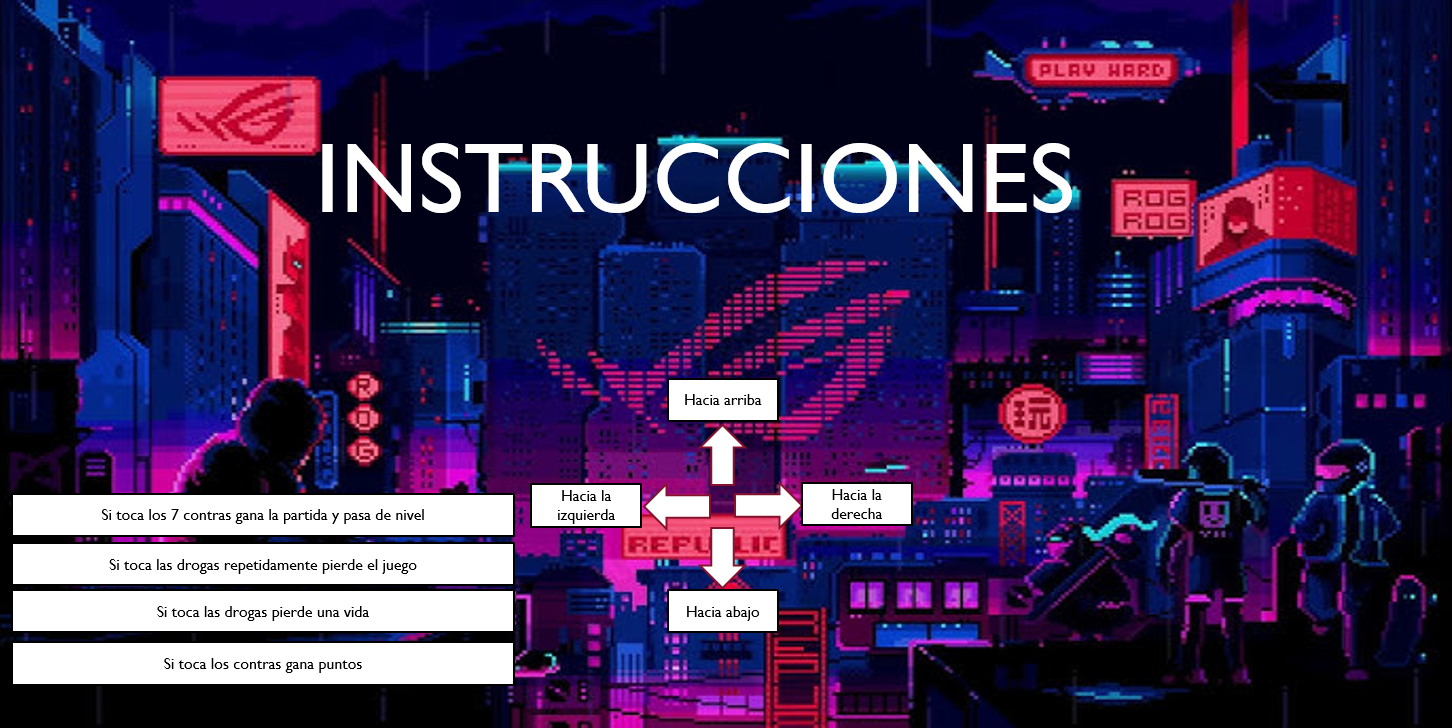 PLAY HARD
INSTRUCCIONES
ROG
ROG
R
O
G
玩
Hacia arriba
Hacia la
izquierda
Hacia la
derecha
REPUBLIC
Hacia abajo
Si toca los 7 contras gana la partida y pasa de nivel
Si toca las drogas repetidamente pierde el juego
Si toca las drogas pierde una vida
Si toca los contras gana puntos